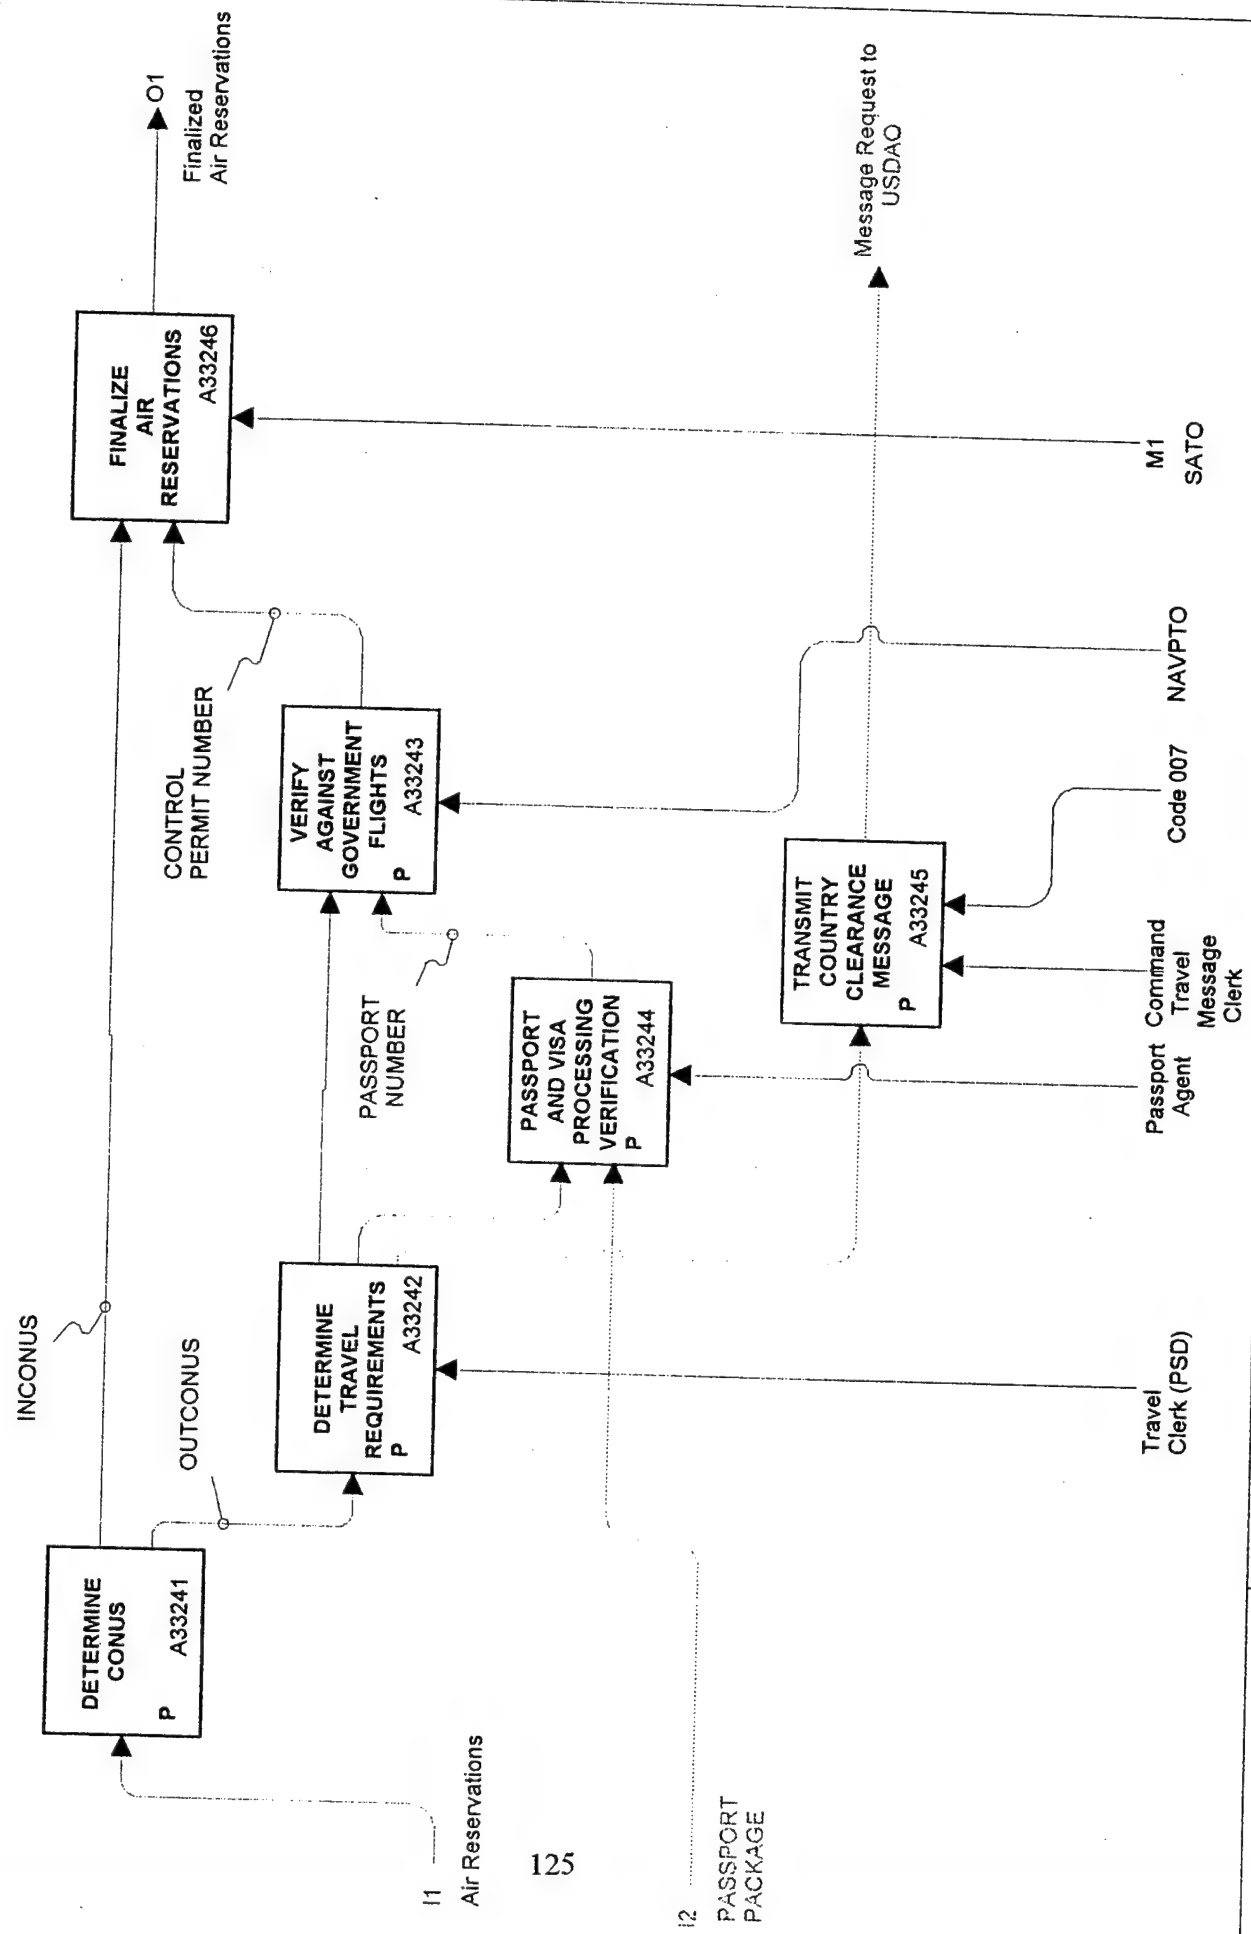 INCONUS
OUTCONUS
DETERMINE
CONUS
A33241
P
I1
Air Reservations
I2
PASSPORT
PACKAGE
DETERMINE
TRAVEL
REQUIREMENTS
A33242
P
Travel
Clerk (PSD)
PASSPORT
NUMBER
PASSPORT
AND VISA
PROCESSING
VERIFICATION
A33244
P
Passport
Agent
CONTROL
PERMIT NUMBER
VERIFY
AGAINST
GOVERNMENT
FLIGHTS
A33243
P
TRANSMIT
COUNTRY
CLEARANCE
MESSAGE
A33245
P
Command
Travel
Message
Clerk
Code 007
NAVPTO
FINALIZE
AIR
RESERVATIONS
A33246
M1
SATO
O1
Finalized
Air Reservations
Message Request to
USDAO
125